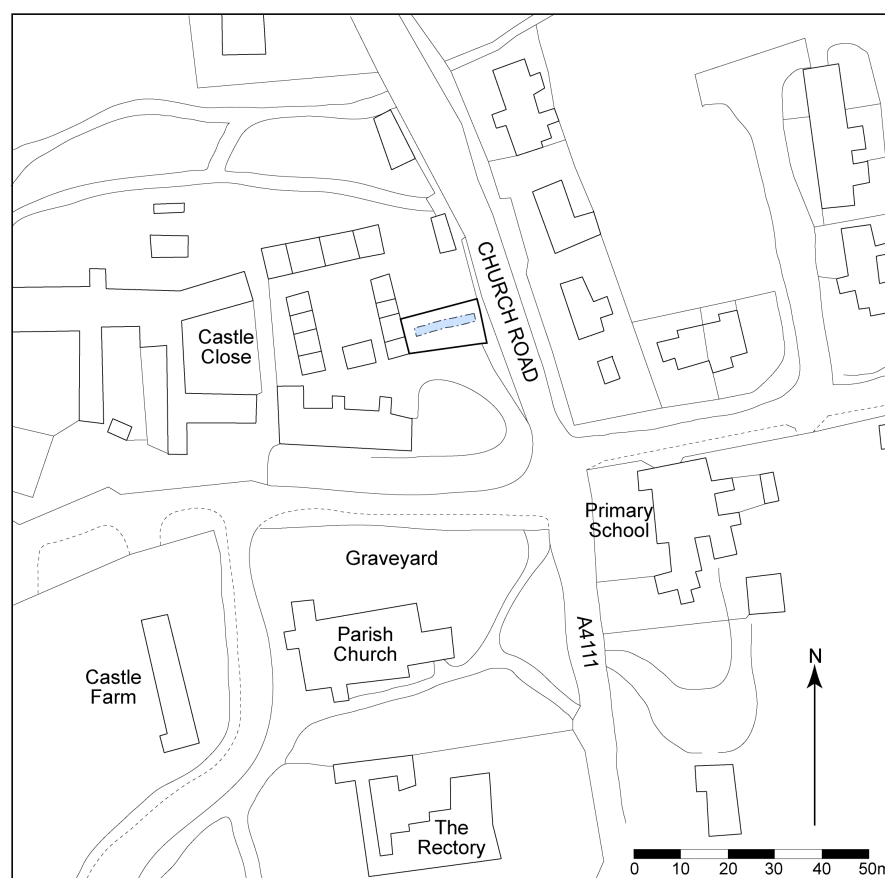 CHURCH ROAD
Castle
Close
Primary
School
Graveyard
Parish
Church
A4111
Castle
Farm
N
The
Rectory
0 10 20 30 40 50m